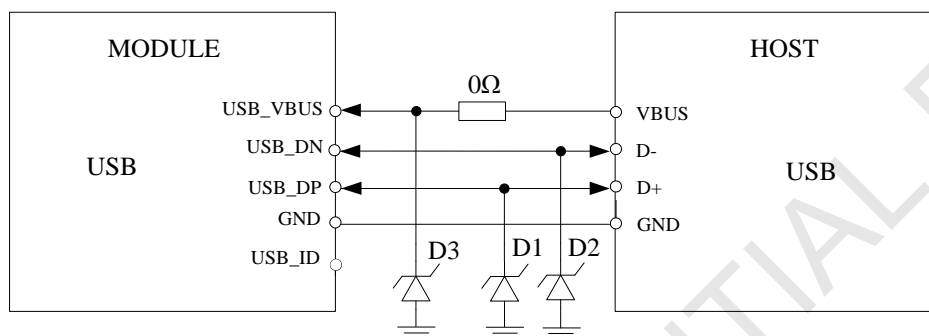 MODULE
HOST
0Ω
USB_VBUS
VBUS
USB_DN
D-
USB
USB
USB_DP
D+
GND
GND
USB_ID
D3
D1
D2